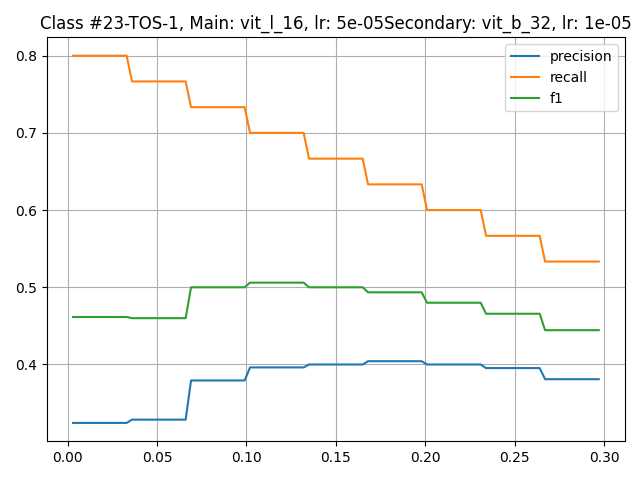 Class #23-TOS-1, Main: vit_l_16, lr: 5e-05Secondary: vit_b_32, lr: 1e-05
precision
recall
f1
0.8
0.7
0.6
0.5
0.4
0.00 0.05 0.10 0.15 0.20 0.25 0.30